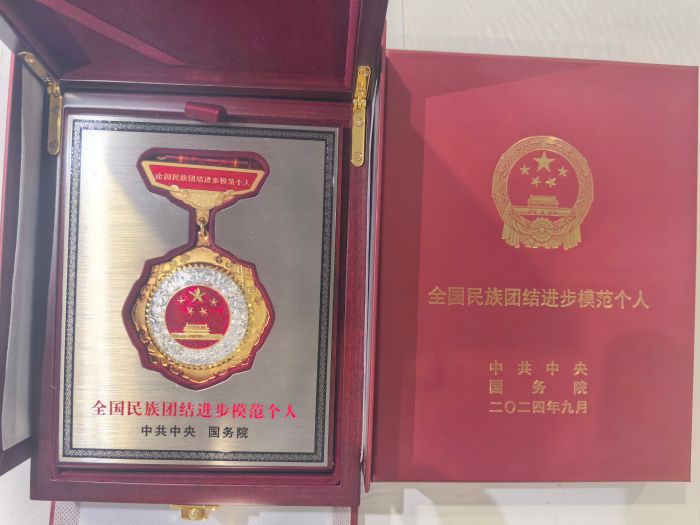 全国民族团结进步模范个人
全国民族团结进步模范个人
中共中央 国务院
全国民族团结进步模范个人
中共中央
国务院
二〇二四年九月